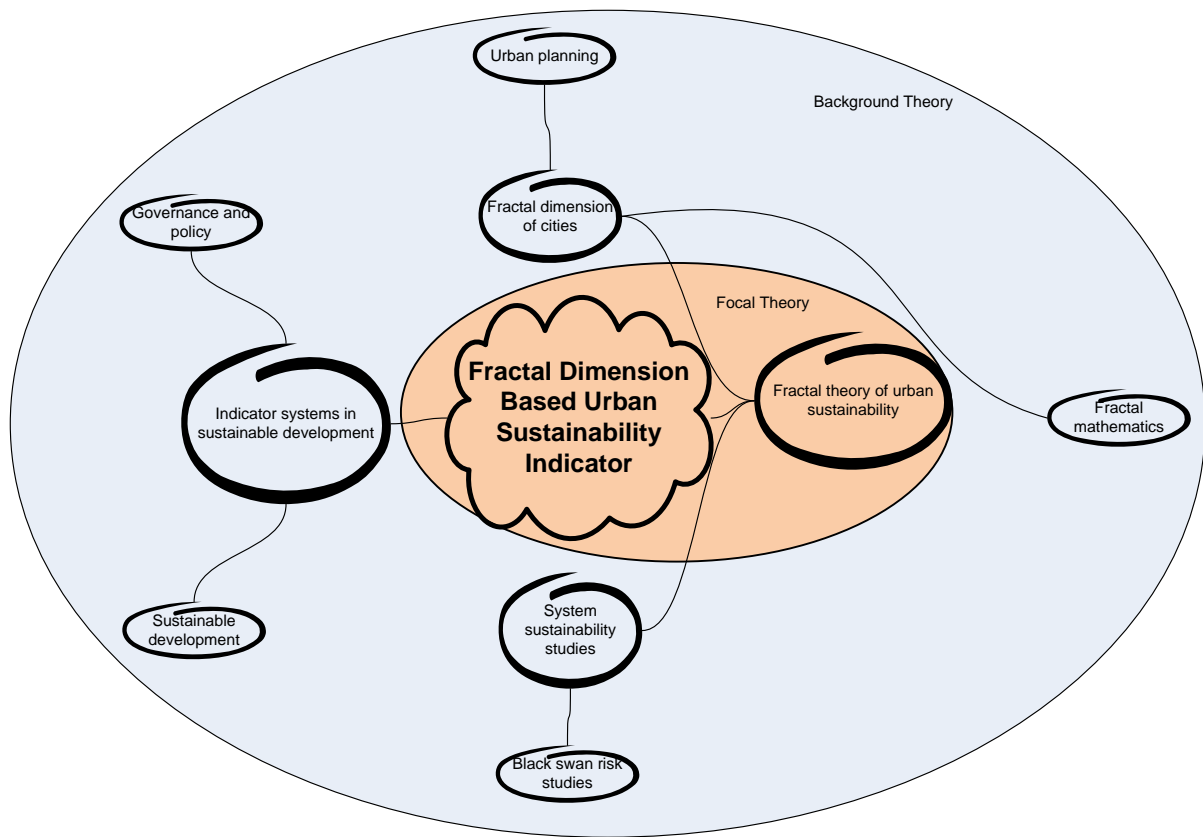 Urban planning
Background Theory
Governance and
policy
Fractal dimension
of cities
Focal Theory
Fractal Dimension
Based Urban
Sustainability
Indicator
Indicator systems in
sustainable development
Fractal theory of urban
sustainability
Fractal
mathematics
System
sustainability
studies
Sustainable
development
Black swan risk
studies